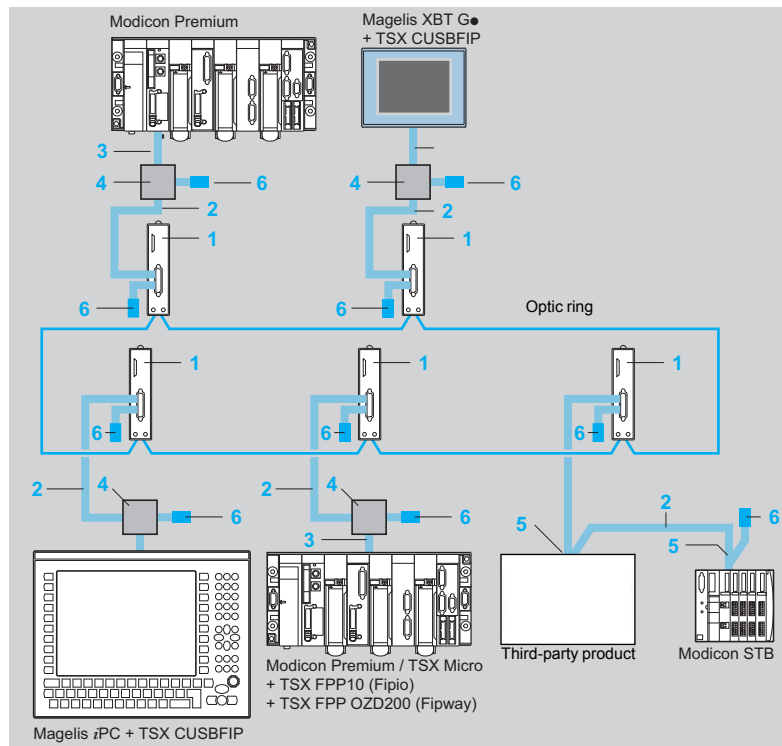 Modicon Premium
Magelis XBT G●
+ TSX CUSBFIP
3
4
6
4
6
2
2
1
1
6
6
Optic ring
1
1
1
6
6
6
2
4
6
2
4
6
3
5
2
6
5
Third-party product
Modicon STB
Modicon Premium / TSX Micro
+ TSX FPP10 (Fipio)
+ TSX FPP OZD200 (Fipway)
Magelis iPC + TSX CUSBFIP